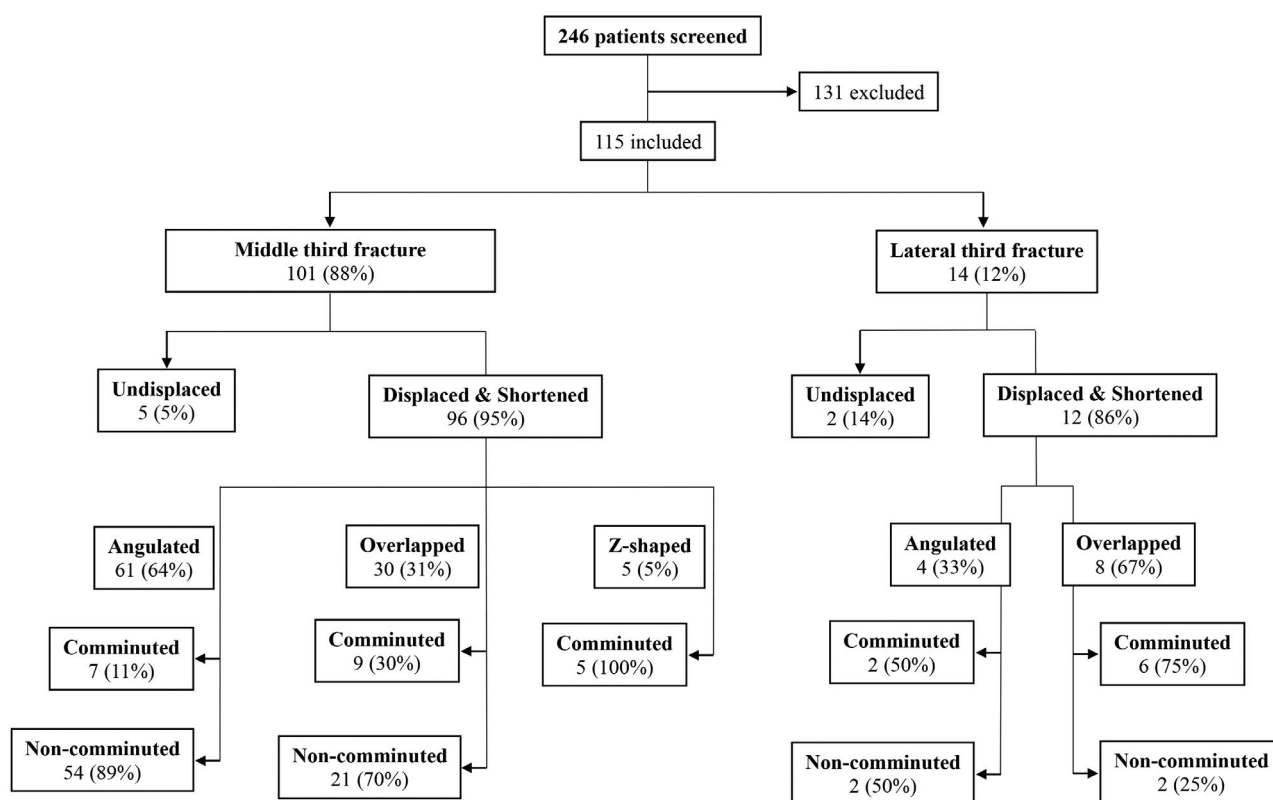 246 patients screened
131 excluded
115 included
Middle third fracture
101 (88%)
Lateral third fracture
14 (12%)
Undisplaced
5 (5%)
Displaced & Shortened
96 (95%)
Undisplaced
2 (14%)
Displaced & Shortened
12 (86%)
Angulated
61 (64%)
Overlapped
30 (31%)
Z-shaped
5 (5%)
Angulated
4 (33%)
Overlapped
8 (67%)
Comminuted
7 (11%)
Comminuted
9 (30%)
Comminuted
5 (100%)
Comminuted
2 (50%)
Comminuted
6 (75%)
Non-comminuted
54 (89%)
Non-comminuted
21 (70%)
Non-comminuted
2 (50%)
Non-comminuted
2 (25%)